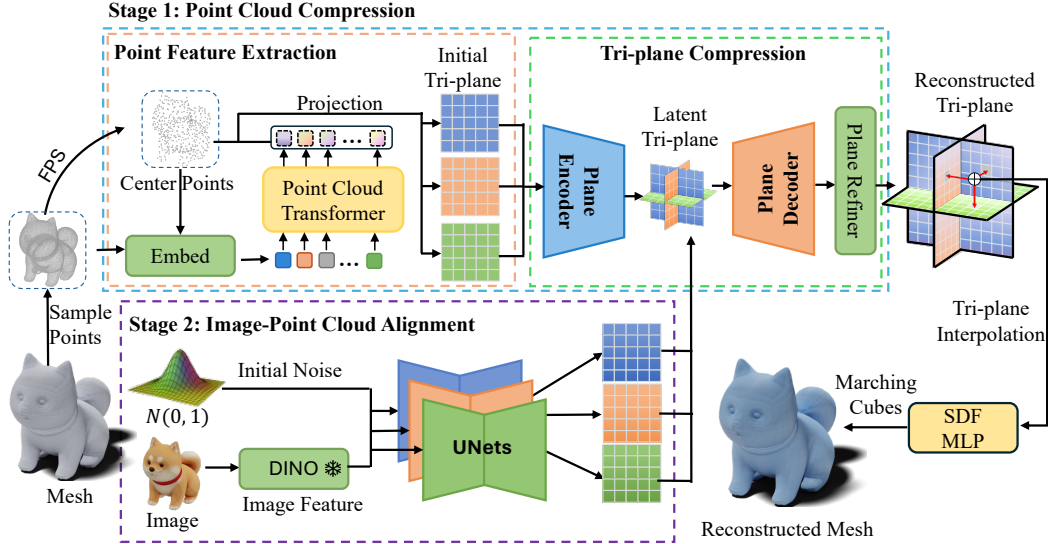 Stage 1: Point Cloud Compression
Point Feature Extraction
Initial
Tri-plane
Tri-plane Compression
Reconstructed
Tri-plane
Projection
FPS
Center Points
Point Cloud
Transformer
Embed
Latent
Tri-plane
Plane
Encoder
Plane
Decoder
Plane Refiner
Sample
Points
Stage 2: Image-Point Cloud Alignment
Initial Noise
N(0, 1)
UNets
DINO
Image Feature
Image
Mesh
Tri-plane
Interpolation
Marching
Cubes
SDF
MLP
Reconstructed Mesh